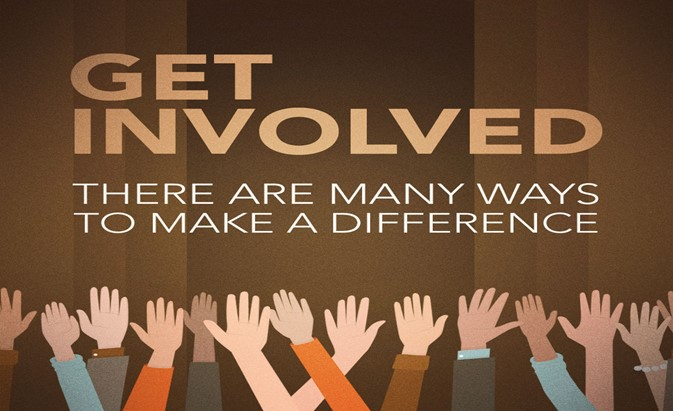 GET
INVOLVED
THERE ARE MANY WAYS
TO MAKE A DIFFERENCE